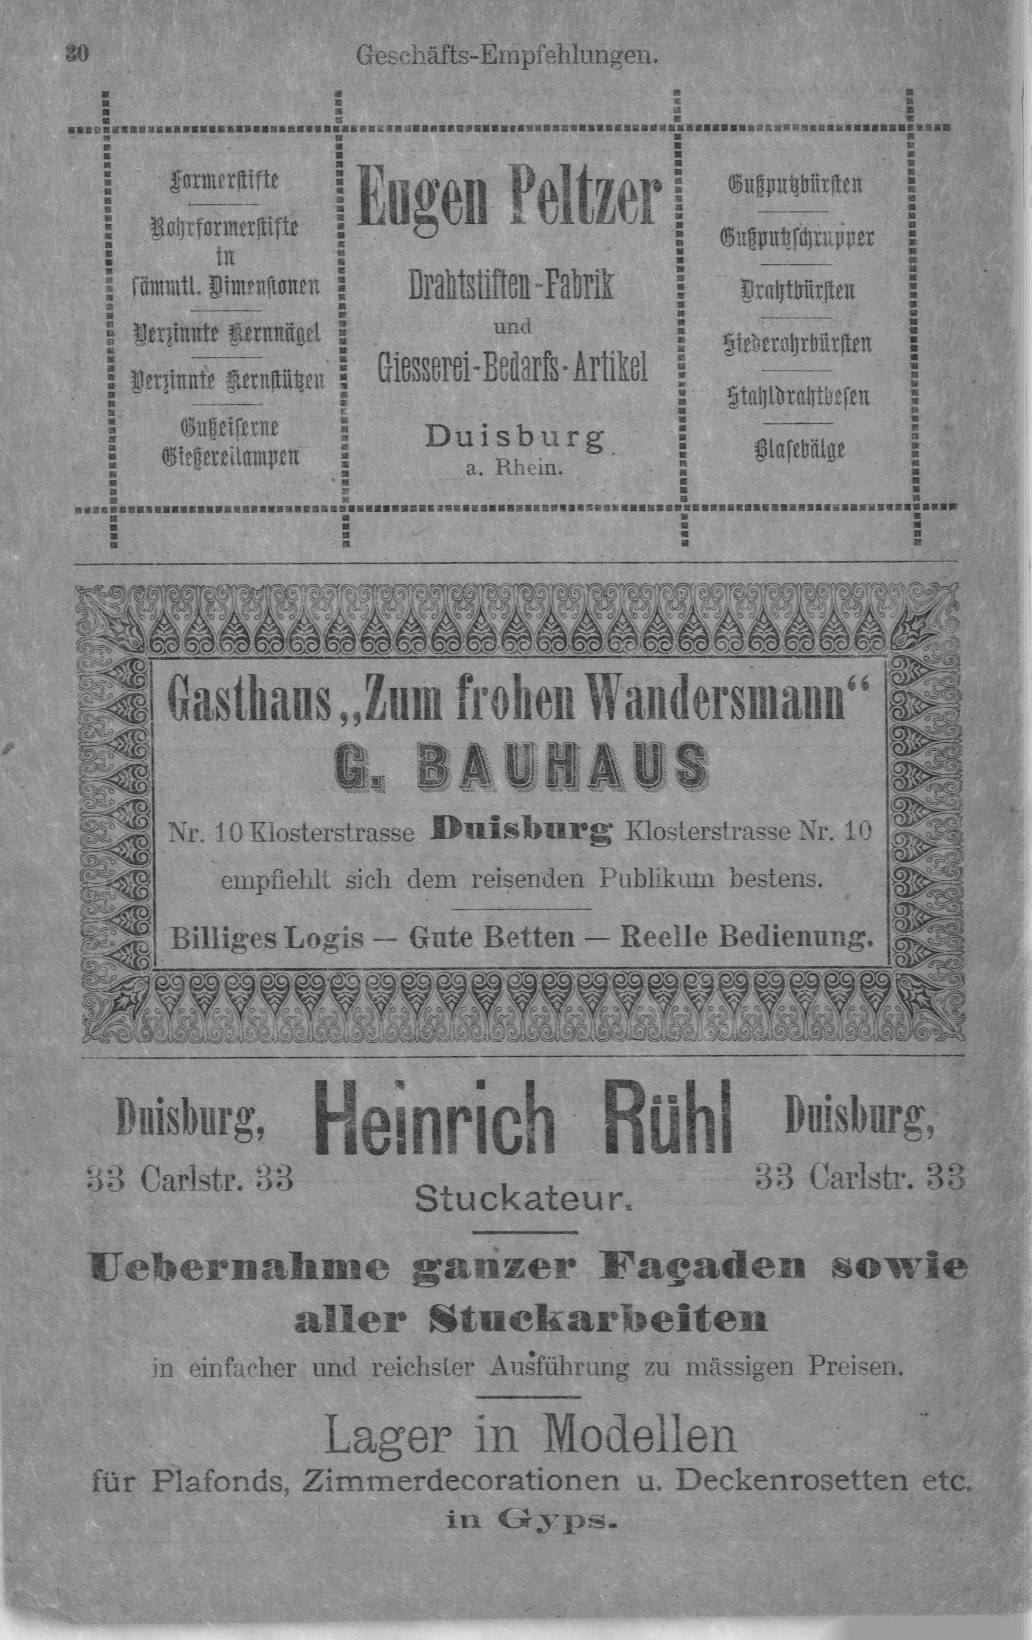 30
Geschäfts-Empfehlungen.
Formerstifte
Rohrformerstifte
in
sämmtl. Dimensionen
Verzinnte Kernnägel
Verzinnte Kernstützen
Gußeiserne
Gießereilampen
Eugen Peltzer
Drahtstiften-Fabrik
und
Giesserei-Bedarfs-Artikel
Duisburg
a. Rhein.
Gußputzbürsten
Gußputzschrupper
Drahtbürsten
Siederohrbürsten
Stahldrahtbesen
Blasebälge
Gasthaus „Zum frohen Wandersmann“
G. BAUHAUS
Nr. 10 Klosterstrasse Duisburg Klosterstrasse Nr. 10
empfiehlt sich dem reisenden Publikum bestens.
Billiges Logis — Gute Betten — Reelle Bedienung.
Duisburg,
33 Carlstr. 33
Heinrich Rühl
Stuckateur.
Duisburg,
33 Carlstr. 33
Uebernahme ganzer Façaden sowie
aller Stuckarbeiten
in einfacher und reichster Ausführung zu mässigen Preisen.
Lager in Modellen
für Plafonds, Zimmerdecorationen u. Deckenrosetten etc.
in Gyps.